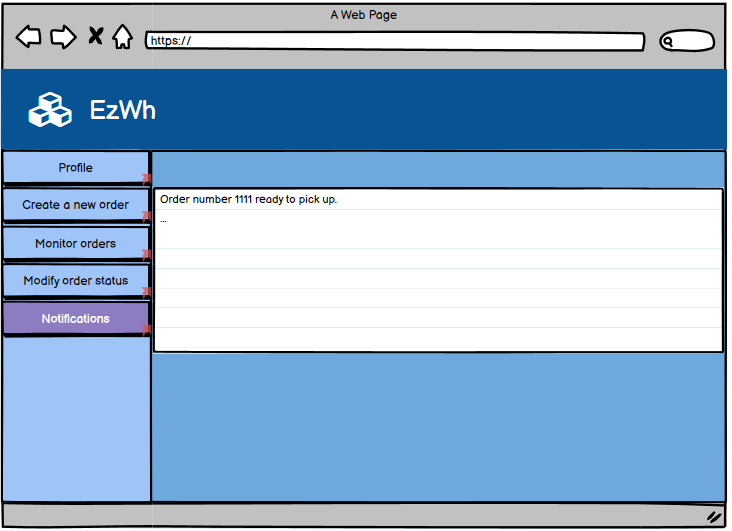 A Web Page
https://
EzWh
Profile
Create a new order
Monitor orders
Modify order status
Notifications
Order number 1111 ready to pick up.
...